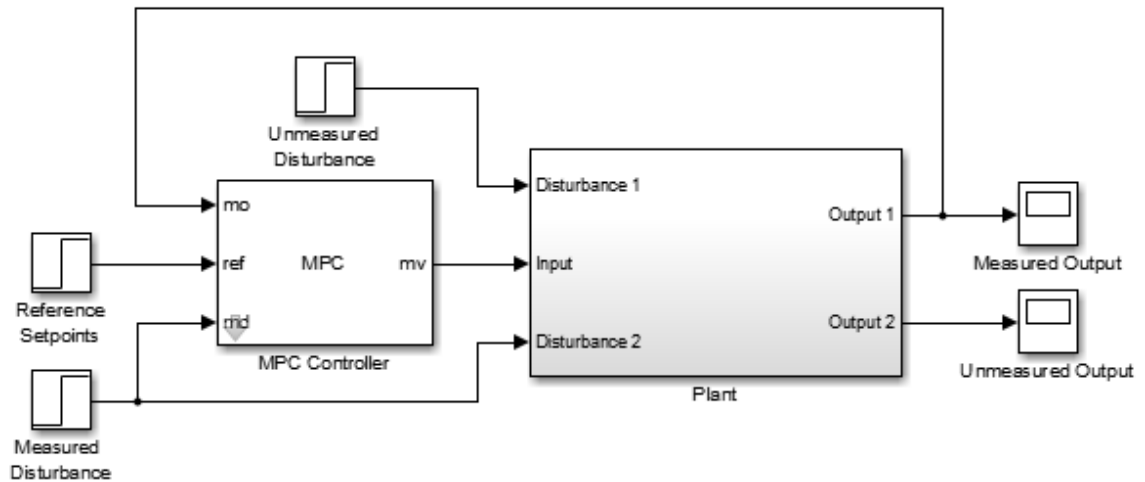 Unmeasured
Disturbance
Disturbance 1
mo
Output 1
ref
MPC
mv
Input
Measured Output
Reference
Setpoints
md
Output 2
Disturbance 2
MPC Controller
Unmeasured Output
Plant
Measured
Disturbance